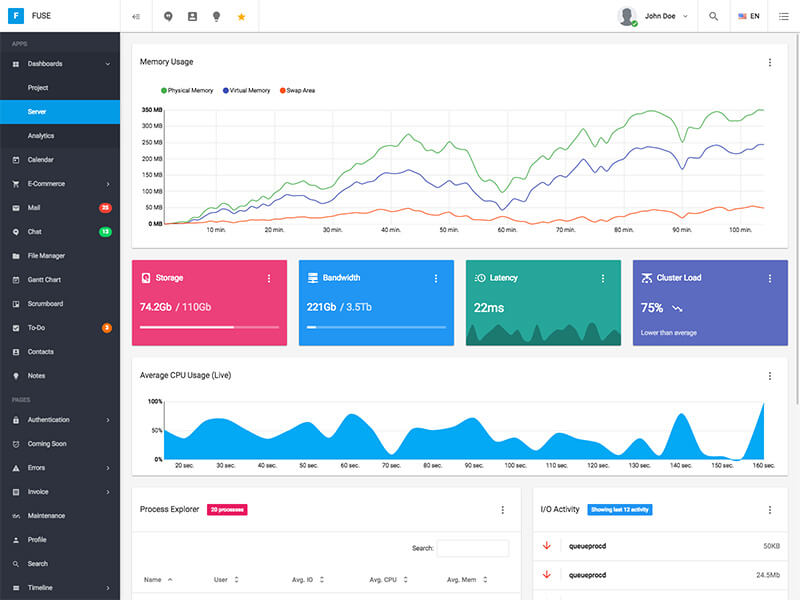 F FUSE
John Doe
EN
APPS
Dashboards
Project
Server
Analytics
Calendar
E-Commerce
Mail 25
Chat 13
File Manager
Gantt Chart
Scrumboard
To-Do 3
Contacts
Notes
PAGES
Authentication
Coming Soon
Errors
Invoice
Maintenance
Profile
Search
Timeline
Memory Usage
Physical Memory Virtual Memory Swap Area
350 MB
300 MB
250 MB
200 MB
150 MB
100 MB
50 MB
0 MB
10 min. 20 min. 30 min. 40 min. 50 min. 60 min. 70 min. 80 min. 90 min. 100 min.
Storage
74.2Gb / 110Gb
Bandwidth
221Gb / 3.5Tb
Latency
22ms
Cluster Load
75%
Lower than average
Average CPU Usage (Live)
100%
50%
0%
20 sec. 30 sec. 40 sec. 50 sec. 60 sec. 70 sec. 80 sec. 90 sec. 100 sec. 110 sec. 120 sec. 130 sec. 140 sec. 150 sec. 160 sec.
Process Explorer 20 processes
Search:
Name User Avg. IO Avg. CPU Avg. Mem
I/O Activity Showing last 12 activity
queueprocd 50KB
queueprocd 24.5Mb